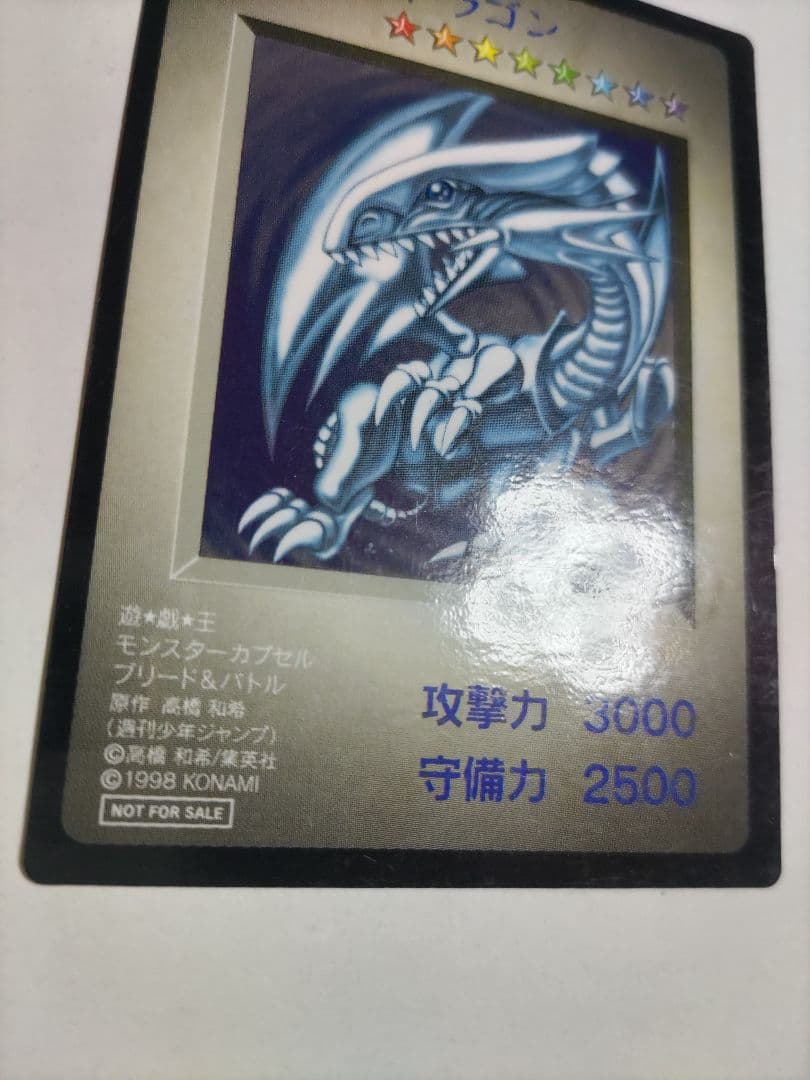 ドラゴン
遊★戯★王
モンスターカプセル
ブリード&バトル
原作 高橋 和希
(週刊少年ジャンプ)
©高橋 和希/集英社
©1998 KONAMI
NOT FOR SALE
攻撃力 3000
守備力 2500